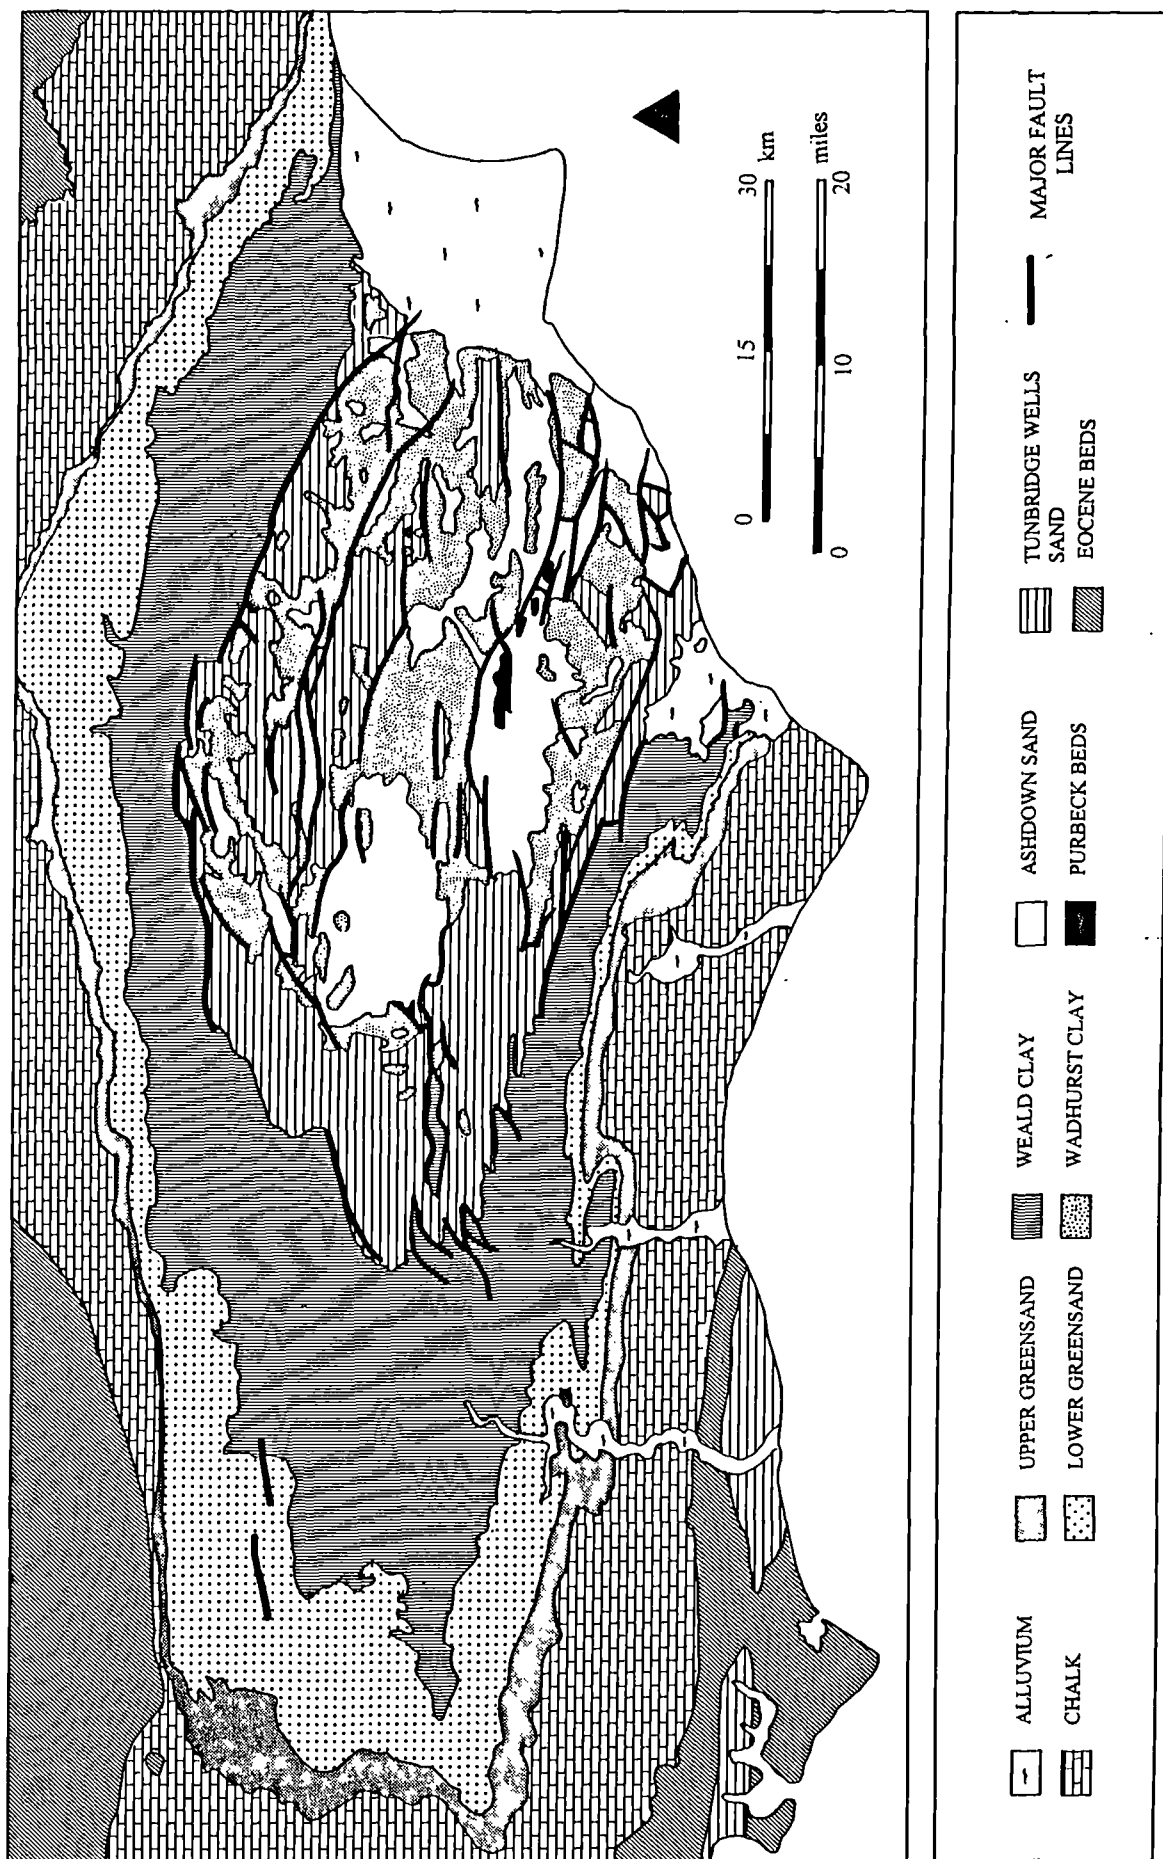 0 15 30 km
0 10 20 miles
ALLUVIUM
CHALK
UPPER GREENSAND
LOWER GREENSAND
WEALD CLAY
WADHURST CLAY
ASHDOWN SAND
PURBECK BEDS
TUNBRIDGE WELLS
SAND
EOCENE BEDS
MAJOR FAULT
LINES